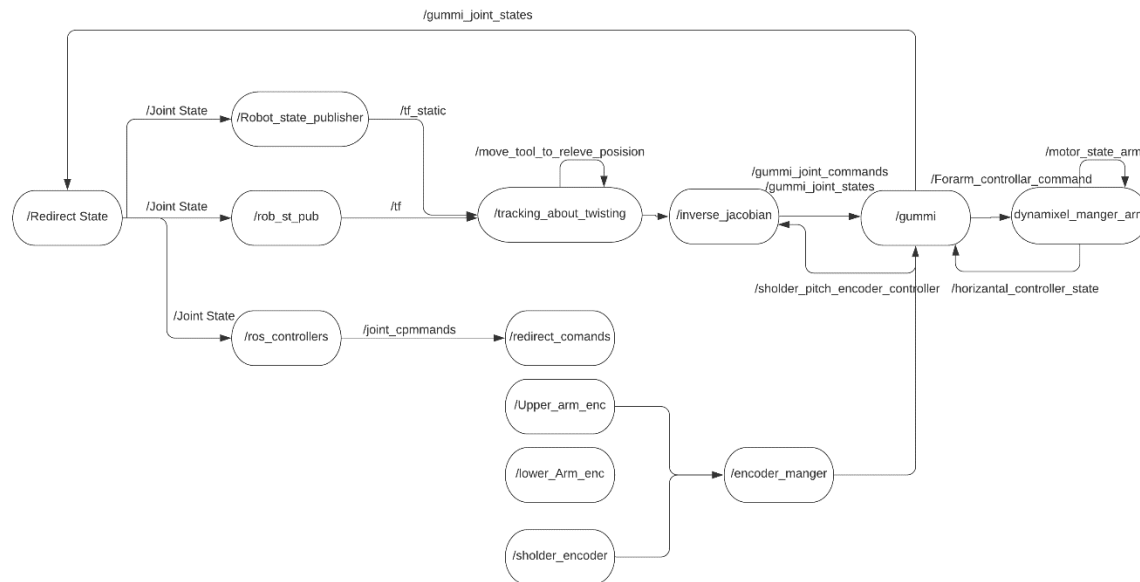 /gummi_joint_states
/Joint State
/Robot_state_publisher
/tf_static
/move_tool_to_releve_posision
/motor_state_arm
/gummi_joint_commands
/gummi_joint_states
/Forarm_controllar_command
/Redirect State
/Joint State
/rob_st_pub
/tf
/tracking_about_twisting
/inverse_jacobian
/gummi
dynamixel_manger_arm
/sholder_pitch_encoder_controller
/horizantal_controller_state
/Joint State
/ros_controllers
/joint_cpmmands
/redirect_comands
/Upper_arm_enc
/lower_Arm_enc
/encoder_manger
/sholder_encoder